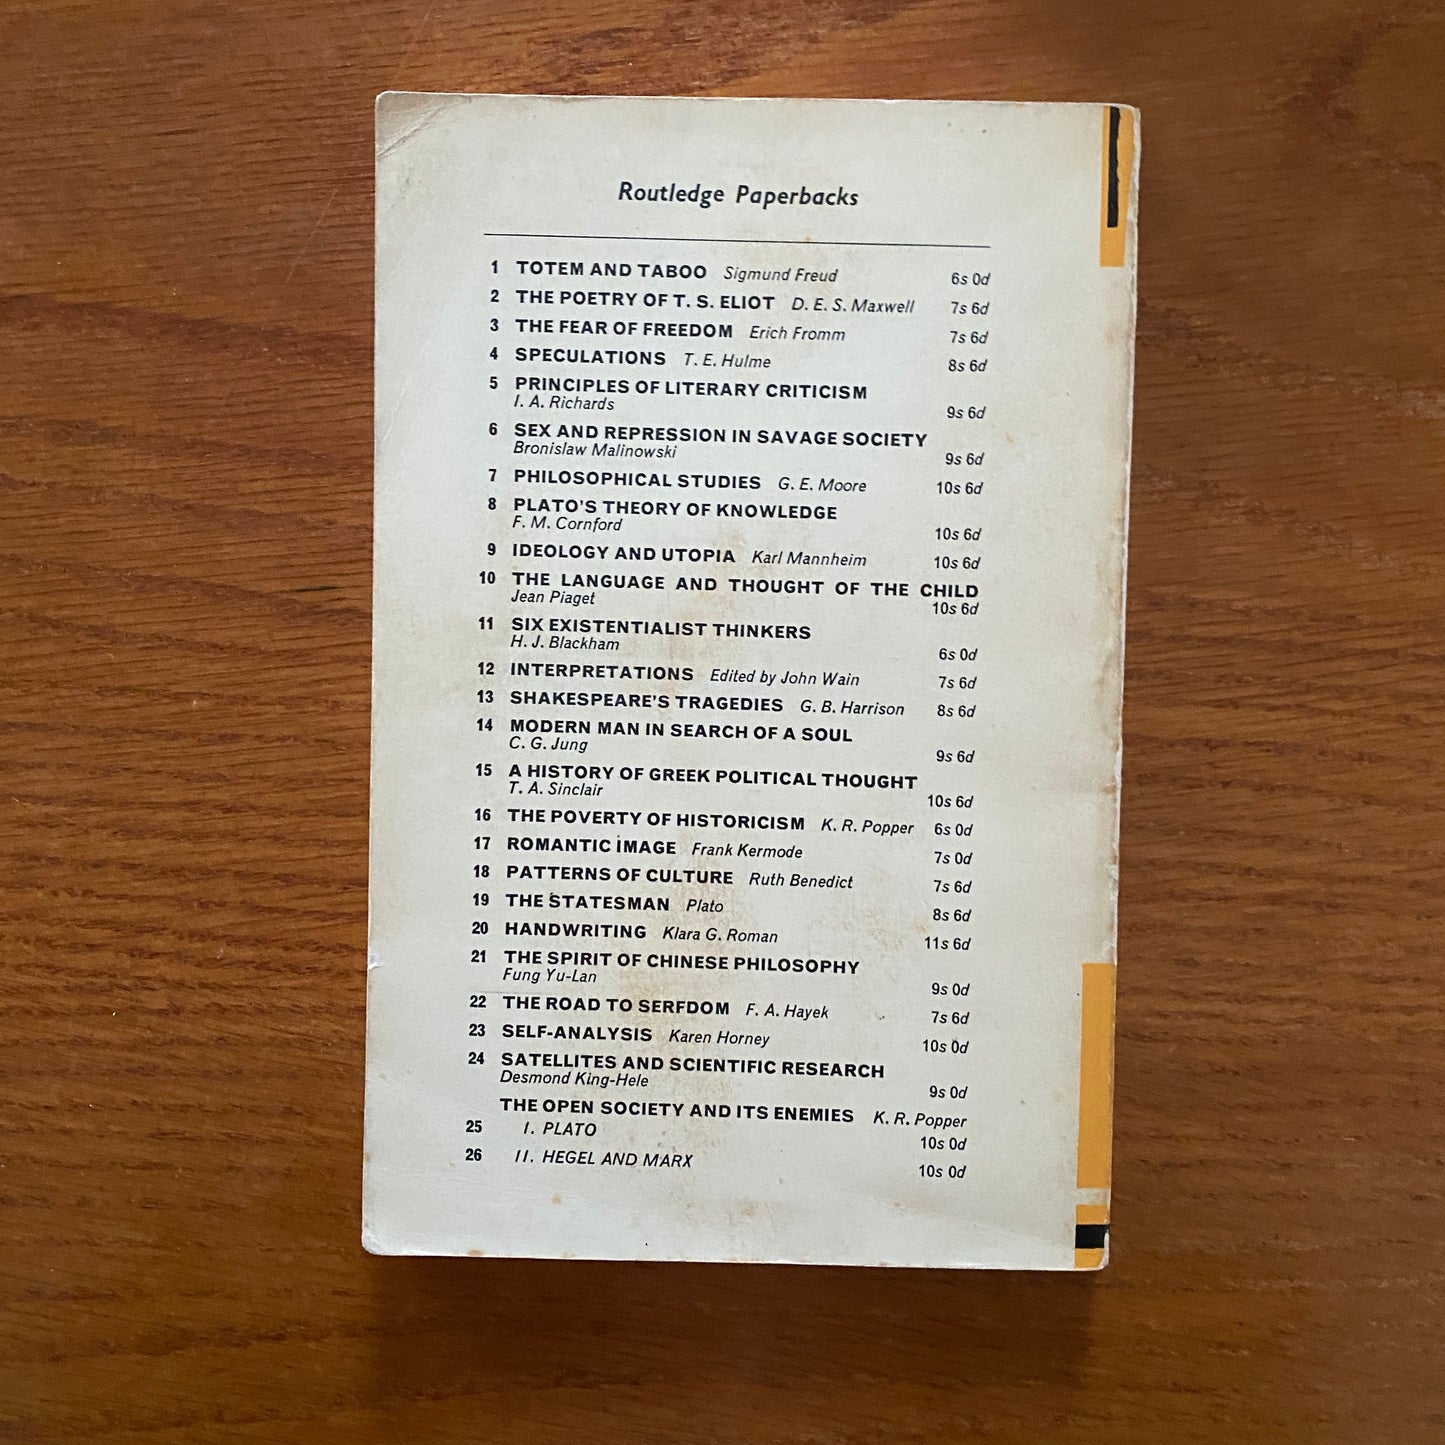 Routledge Paperbacks
1 TOTEM AND TABOO Sigmund Freud 6s 0d
2 THE POETRY OF T. S. ELIOT D. E. S. Maxwell 7s 6d
3 THE FEAR OF FREEDOM Erich Fromm 7s 6d
4 SPECULATIONS T. E. Hulme 8s 6d
5 PRINCIPLES OF LITERARY CRITICISM
I. A. Richards 9s 6d
6 SEX AND REPRESSION IN SAVAGE SOCIETY
Bronislaw Malinowski 9s 6d
7 PHILOSOPHICAL STUDIES G. E. Moore 10s 6d
8 PLATO'S THEORY OF KNOWLEDGE
F. M. Cornford 10s 6d
9 IDEOLOGY AND UTOPIA Karl Mannheim 10s 6d
10 THE LANGUAGE AND THOUGHT OF THE CHILD
Jean Piaget 10s 6d
11 SIX EXISTENTIALIST THINKERS
H. J. Blackham 6s 0d
12 INTERPRETATIONS Edited by John Wain 7s 6d
13 SHAKESPEARE'S TRAGEDIES G. B. Harrison 8s 6d
14 MODERN MAN IN SEARCH OF A SOUL
C. G. Jung 9s 6d
15 A HISTORY OF GREEK POLITICAL THOUGHT
T. A. Sinclair 10s 6d
16 THE POVERTY OF HISTORICISM K. R. Popper 6s 0d
17 ROMANTIC IMAGE Frank Kermode 7s 0d
18 PATTERNS OF CULTURE Ruth Benedict 7s 6d
19 THE STATESMAN Plato 8s 6d
20 HANDWRITING Klara G. Roman 11s 6d
21 THE SPIRIT OF CHINESE PHILOSOPHY
Fung Yu-Lan 9s 0d
22 THE ROAD TO SERFDOM F. A. Hayek 7s 6d
23 SELF-ANALYSIS Karen Horney 10s 0d
24 SATELLITES AND SCIENTIFIC RESEARCH
Desmond King-Hele 9s 0d
THE OPEN SOCIETY AND ITS ENEMIES K. R. Popper
25 I. PLATO 10s 0d
26 II. HEGEL AND MARX 10s 0d